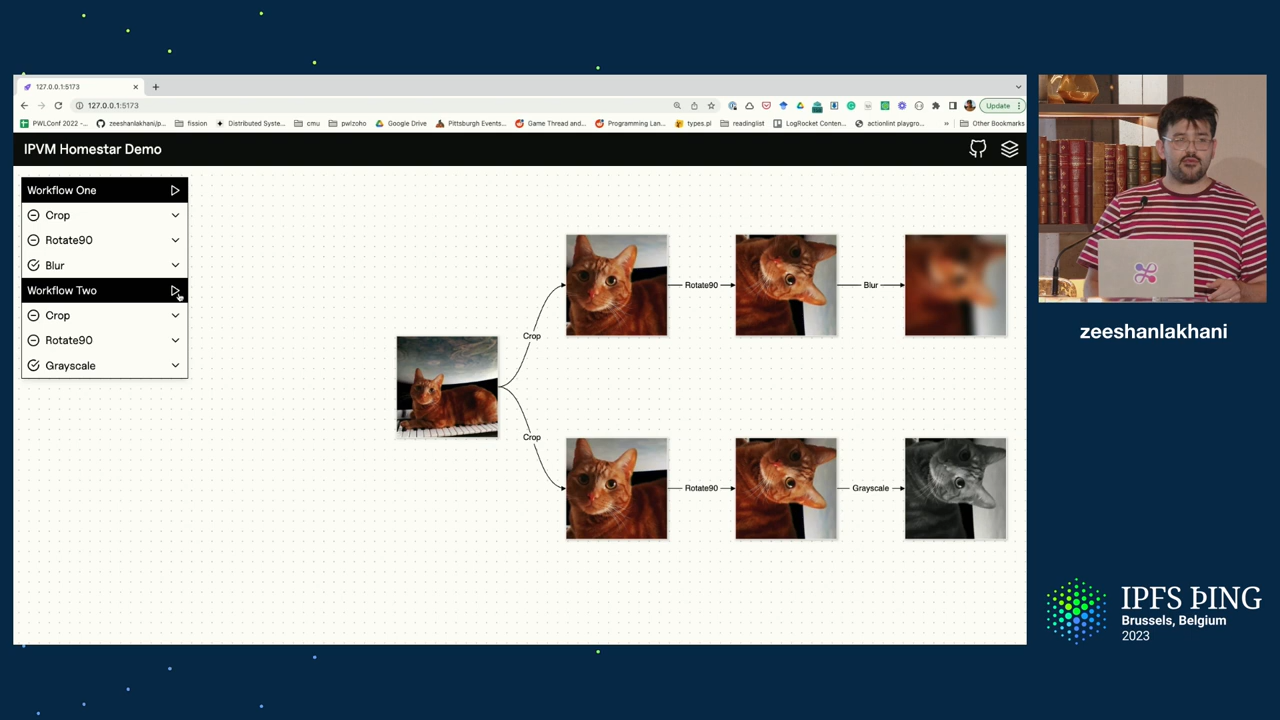 127.0.0.1:5173
127.0.0.1:5173
Update
PWLConf 2022 -...
zeeshanlakhani/p...
fission
Distributed Syste...
cmu
pwlzoho
Google Drive
Pittsburgh Events...
Game Thread and...
Programming Lan...
types.pl
readinglist
LogRocket Conten...
actionlint playgro...
»
Other Bookmarks
IPVM Homestar Demo
Workflow One
Crop
Rotate90
Blur
Workflow Two
Crop
Rotate90
Grayscale
Crop
Rotate90
Blur
Crop
Rotate90
Grayscale
zeeshanlakhani
IPFS ÞING
Brussels, Belgium
2023